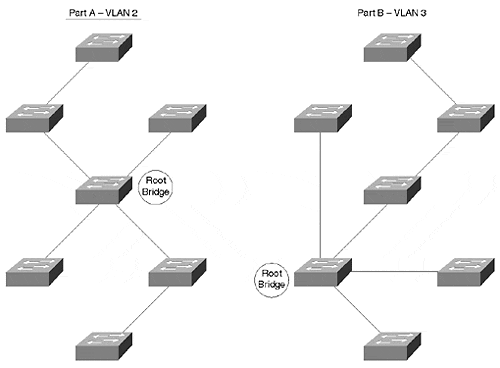 Part A – VLAN 2
Part B – VLAN 3
Root
Bridge
Root
Bridge